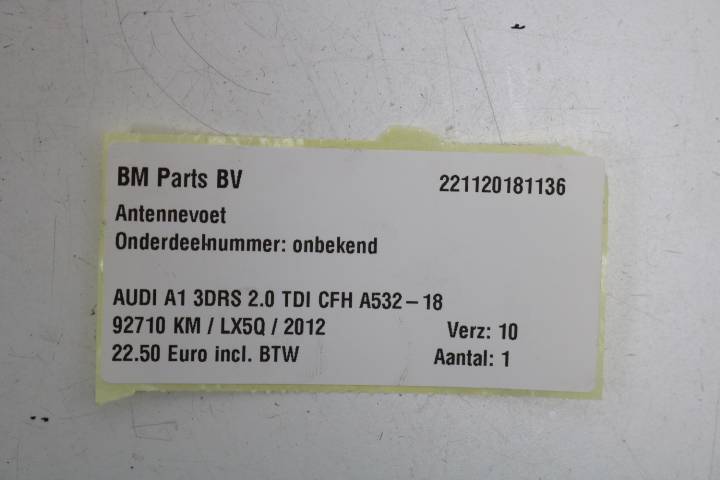 BM Parts BV 221120181136
Antennevoet
Onderdeelnummer: onbekend
AUDI A1 3DRS 2.0 TDI CFH A532-18
92710 KM / LX5Q / 2012 Verz: 10
22.50 Euro incl. BTW Aantal: 1